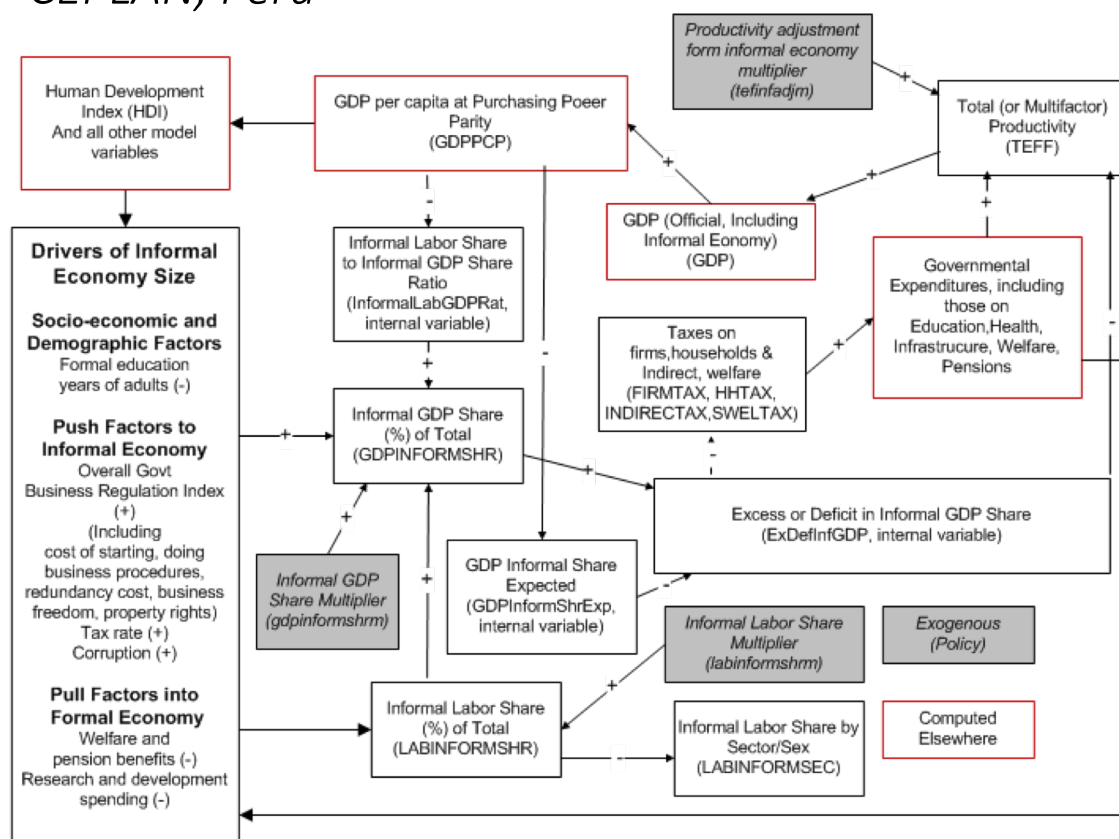 CEPLAN) Peru
Productivity adjustment
form informal economy
multiplier
(tefinfadjm)
Human Development
Index (HDI)
And all other model
variables
GDP per capita at Purchasing Poeer
Parity
(GDPPCP)
Total (or Multifactor)
Productivity
(TEFF)
+
+
+
-
+
-
-
+
+
+
+
+
-
+
-
+
-
GDP (Official, Including
Informal Eonomy)
(GDP)
Drivers of Informal
Economy Size
Socio-economic and
Demographic Factors
Formal education
years of adults (-)
Push Factors to
Informal Economy
Overall Govt
Business Regulation Index
(+)
(Including
cost of starting, doing
business procedures,
redundancy cost, business
freedom, property rights)
Tax rate (+)
Corruption (+)
Pull Factors into
Formal Economy
Welfare and
pension benefits (-)
Research and development
spending (-)
Informal Labor Share
to Informal GDP Share
Ratio
(InformalLabGDPRat,
internal variable)
Governmental
Expenditures, including
those on
Education,Health,
Infrastrucure, Welfare,
Pensions
Taxes on
firms,households &
Indirect, welfare
(FIRMTAX, HHTAX,
INDIRECTAX,SWELTAX)
Informal GDP Share
(%) of Total
(GDPINFORMSHR)
Excess or Deficit in Informal GDP Share
(ExDefInfGDP, internal variable)
Informal GDP
Share Multiplier
(gdpinformshrm)
GDP Informal Share
Expected
(GDPInformShrExp,
internal variable)
Informal Labor Share
Multiplier
(labinformshrm)
Exogenous
(Policy)
Informal Labor Share
(%) of Total
(LABINFORMSHR)
Informal Labor Share by
Sector/Sex
(LABINFORMSEC)
Computed
Elsewhere